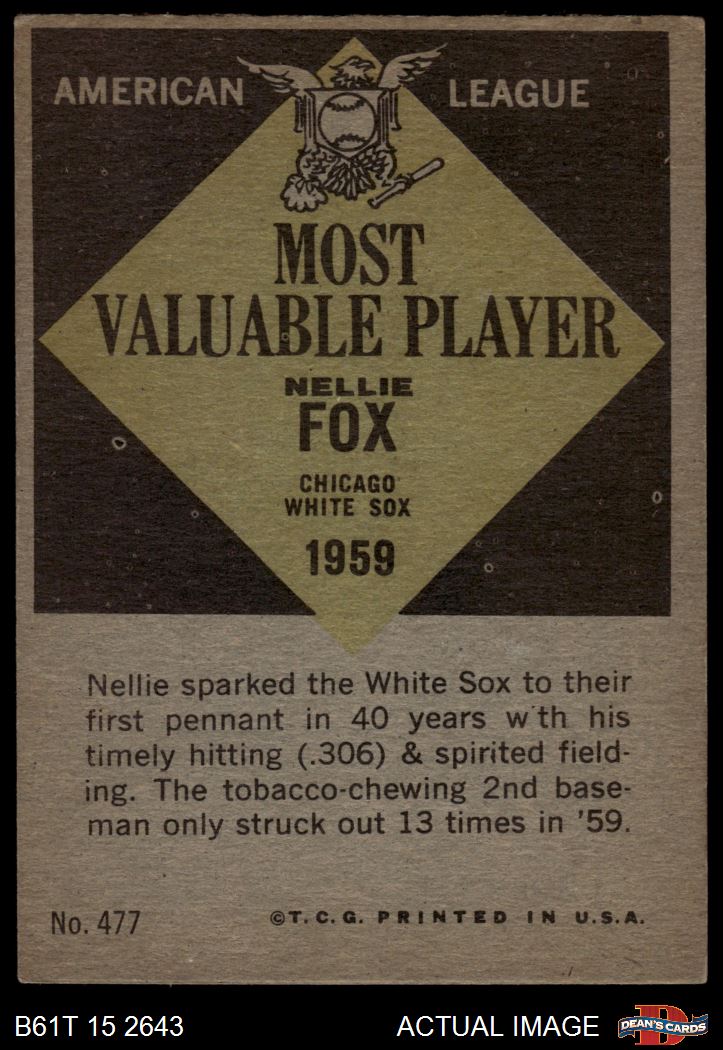 AMERICAN LEAGUE
MOST
VALUABLE PLAYER
NELLIE
FOX
CHICAGO
WHITE SOX
1959
Nellie sparked the White Sox to their
first pennant in 40 years w th his
timely hitting (.306) & spirited field-
ing. The tobacco-chewing 2nd base-
man only struck out 13 times in '59.
No. 477 ©T.C.G. PRINTED IN U.S.A.
B61T 15 2643 ACTUAL IMAGE DEAN'S CARDS